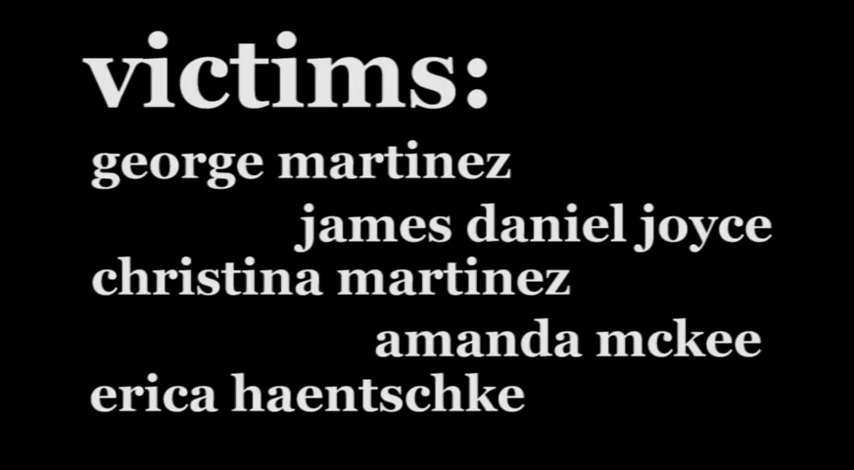 victims:
george martinez
james daniel joyce
christina martinez
amanda mckee
erica haentschke